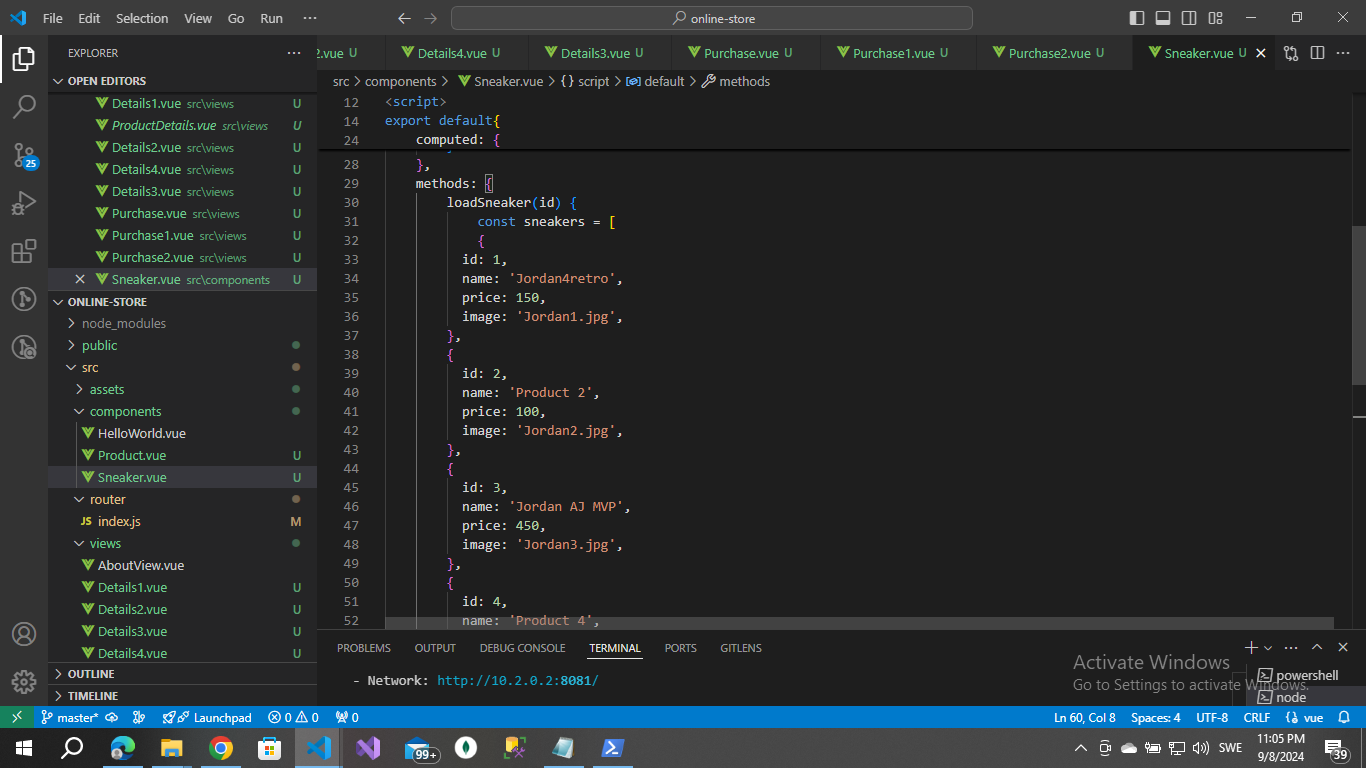 File Edit Selection View Go Run ··· online-store
EXPLORER ···
OPEN EDITORS
Details1.vue src\views U
ProductDetails.vue src\views U
Details2.vue src\views U
Details4.vue src\views U
Details3.vue src\views U
Purchase.vue src\views U
Purchase1.vue src\views U
Purchase2.vue src\views U
Sneaker.vue src\components U
ONLINE-STORE
node_modules
public
src
assets
components
HelloWorld.vue
Product.vue U
Sneaker.vue U
router
JS index.js M
views
AboutView.vue
Details1.vue U
Details2.vue U
Details3.vue U
Details4.vue U
OUTLINE
TIMELINE
25
2.vue U Details4.vue U Details3.vue U Purchase.vue U Purchase1.vue U Purchase2.vue U Sneaker.vue U ···
src > components > Sneaker.vue > {} script > default > methods
12 <script>
14 export default{
24 computed: {
28 },
29 methods: {
30 loadSneaker(id) {
31 const sneakers = [
32 {
33 id: 1,
34 name: 'Jordan4retro',
35 price: 150,
36 image: 'Jordan1.jpg',
37 },
38 {
39 id: 2,
40 name: 'Product 2',
41 price: 100,
42 image: 'Jordan2.jpg',
43 },
44 {
45 id: 3,
46 name: 'Jordan AJ MVP',
47 price: 450,
48 image: 'Jordan3.jpg',
49 },
50 {
51 id: 4,
52 name: 'Product 4',
PROBLEMS OUTPUT DEBUG CONSOLE TERMINAL PORTS GITLENS
- Network: http://10.2.0.2:8081/
powershell
node
Activate Windows
Go to Settings to activate Windows.
master* Launchpad 0 0 0 Ln 60, Col 8 Spaces: 4 UTF-8 CRLF {} vue
99+ SWE 11:05 PM
9/8/2024 39